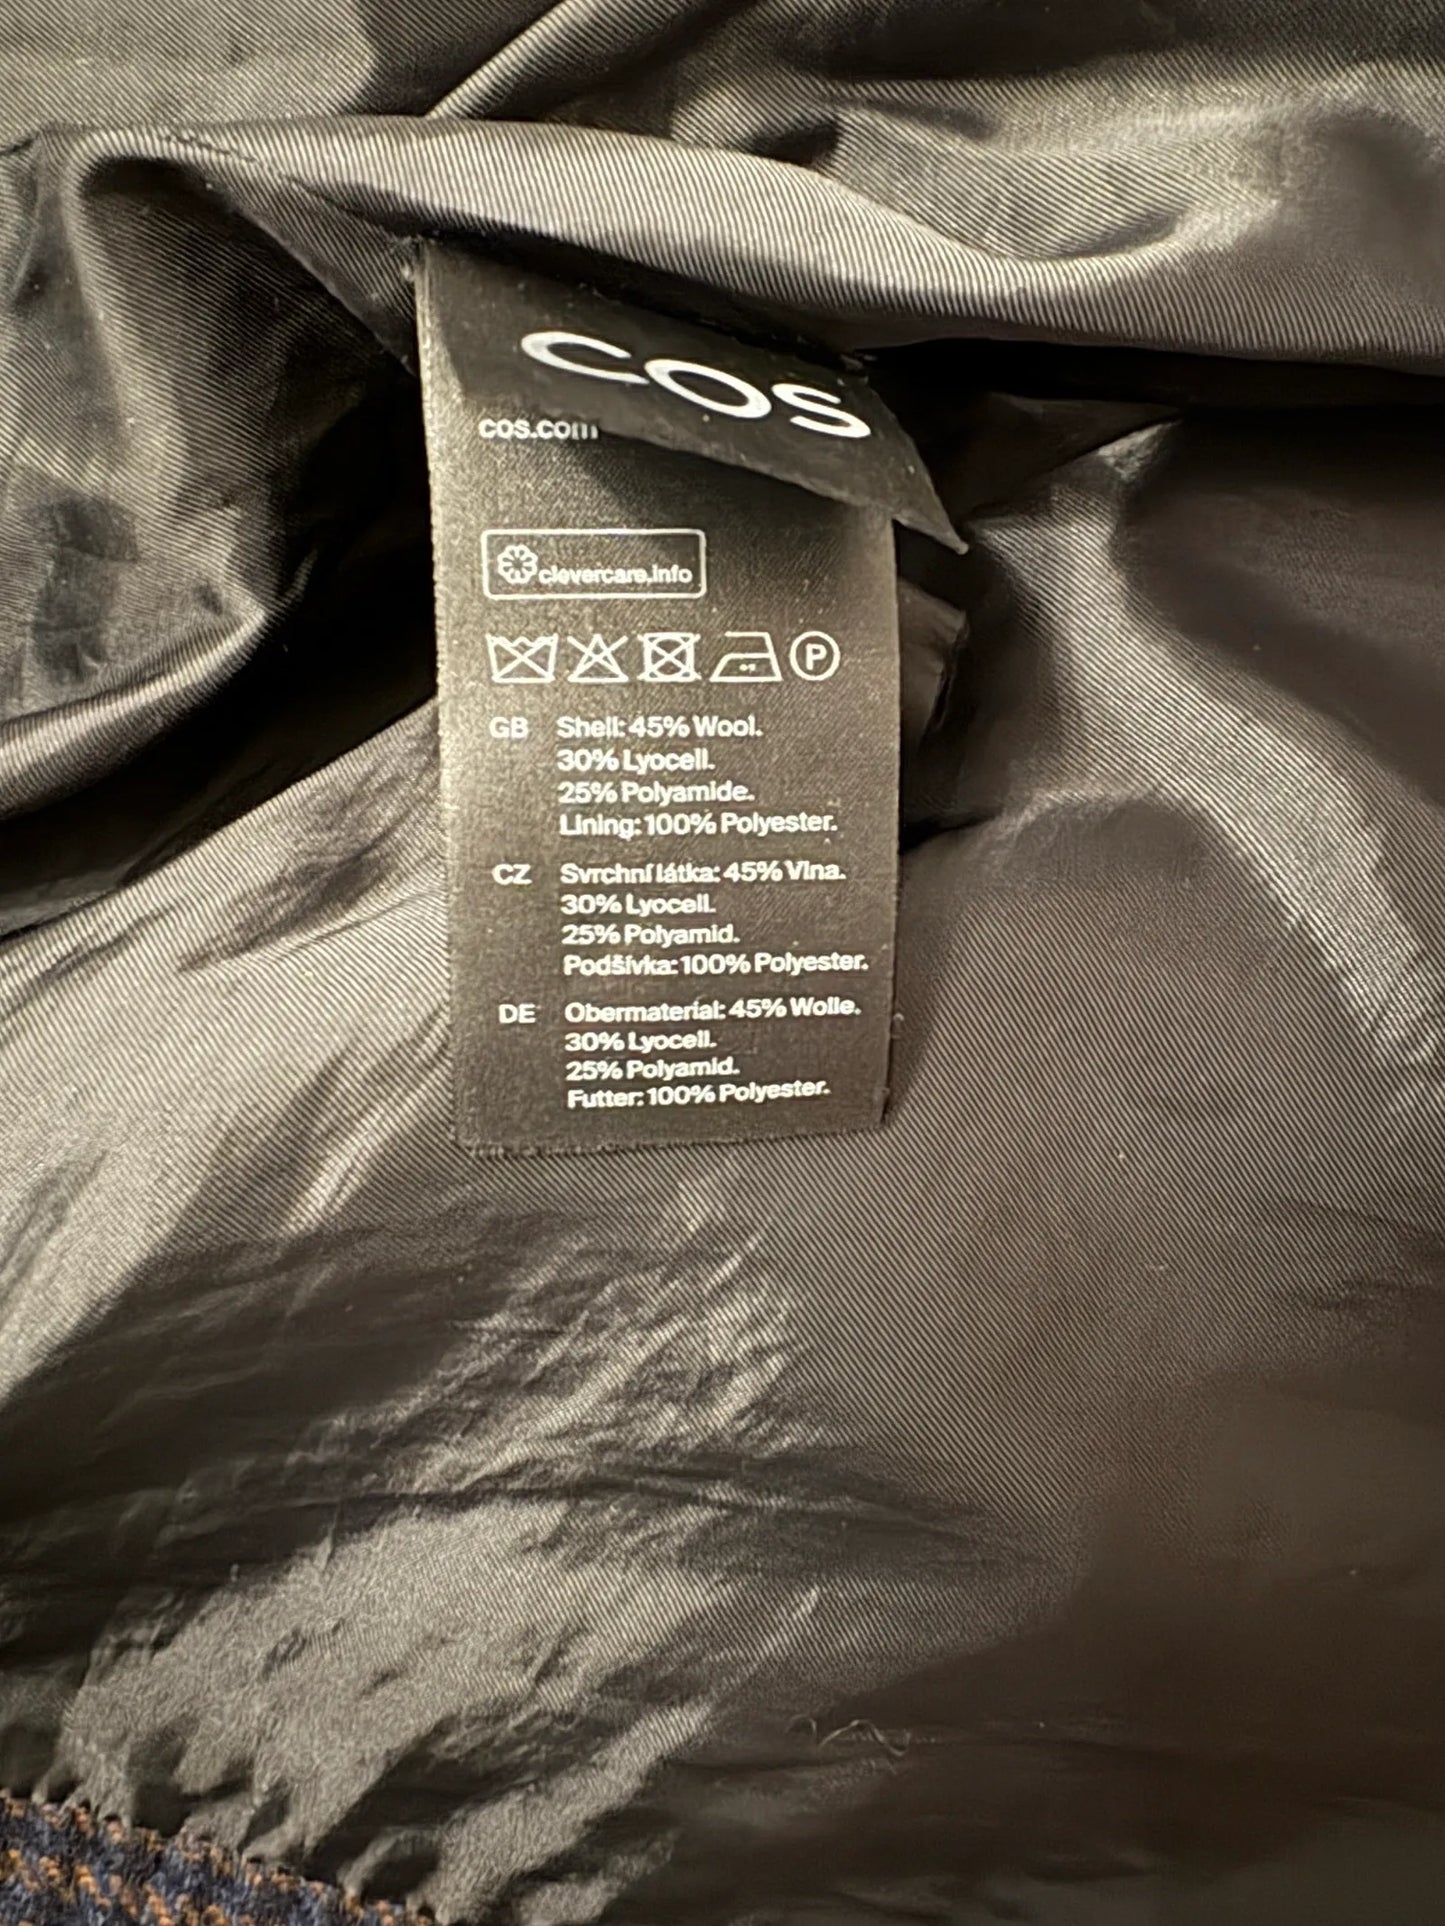 COS
cos.com
clevercare.info
P
GB Shell: 45% Wool.
30% Lyocell.
25% Polyamide.
Lining: 100% Polyester.
CZ Svrchní látka: 45% Vlna.
30% Lyocell.
25% Polyamid.
Podšívka: 100% Polyester.
DE Obermaterial: 45% Wolle.
30% Lyocell.
25% Polyamid.
Futter: 100% Polyester.